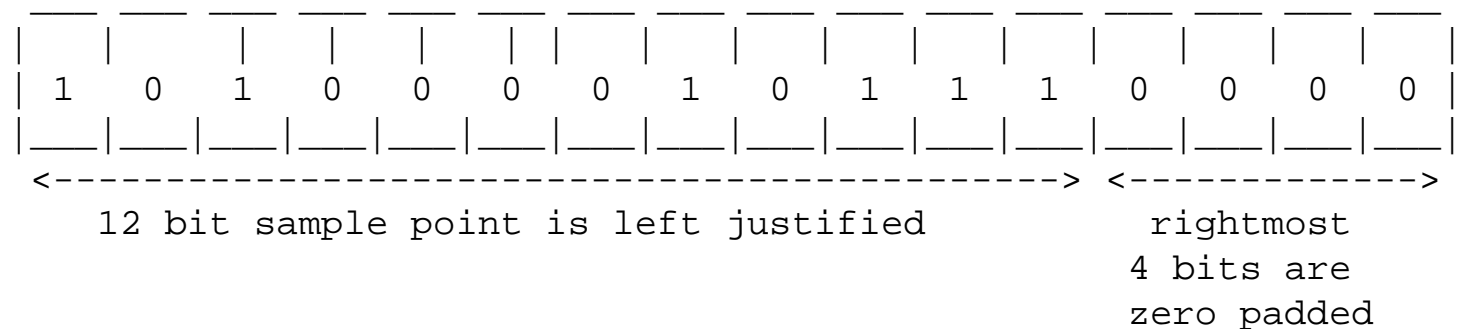 1 0 1 0 0 0 0 1 0 1 1 1 0 0 0 0
12 bit sample point is left justified rightmost
4 bits are
zero padded